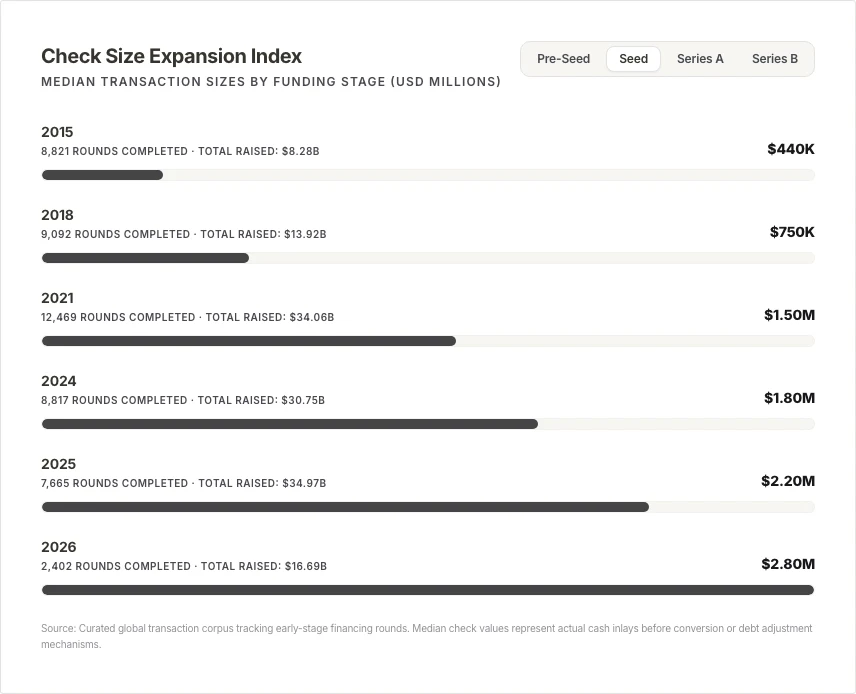 Check Size Expansion Index
MEDIAN TRANSACTION SIZES BY FUNDING STAGE (USD MILLIONS)
Pre-Seed Seed Series A Series B
2015
8,821 ROUNDS COMPLETED · TOTAL RAISED: $8.28B
$440K
2018
9,092 ROUNDS COMPLETED · TOTAL RAISED: $13.92B
$750K
2021
12,469 ROUNDS COMPLETED · TOTAL RAISED: $34.06B
$1.50M
2024
8,817 ROUNDS COMPLETED · TOTAL RAISED: $30.75B
$1.80M
2025
7,665 ROUNDS COMPLETED · TOTAL RAISED: $34.97B
$2.20M
2026
2,402 ROUNDS COMPLETED · TOTAL RAISED: $16.69B
$2.80M
Source: Curated global transaction corpus tracking early-stage financing rounds. Median check values represent actual cash inlays before conversion or debt adjustment
mechanisms.